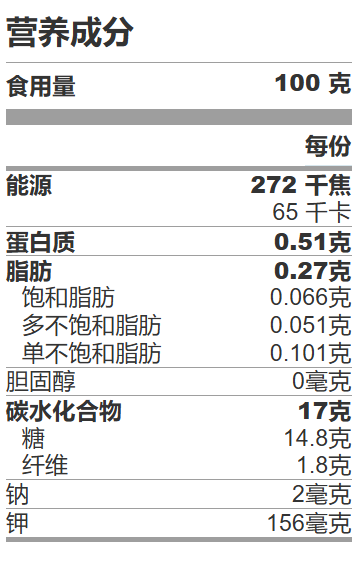 营养成分
食用量 100 克
每份
能源 272 千焦
65 千卡
蛋白质 0.51克
脂肪 0.27克
饱和脂肪 0.066克
多不饱和脂肪 0.051克
单不饱和脂肪 0.101克
胆固醇 0毫克
碳水化合物 17克
糖 14.8克
纤维 1.8克
钠 2毫克
钾 156毫克